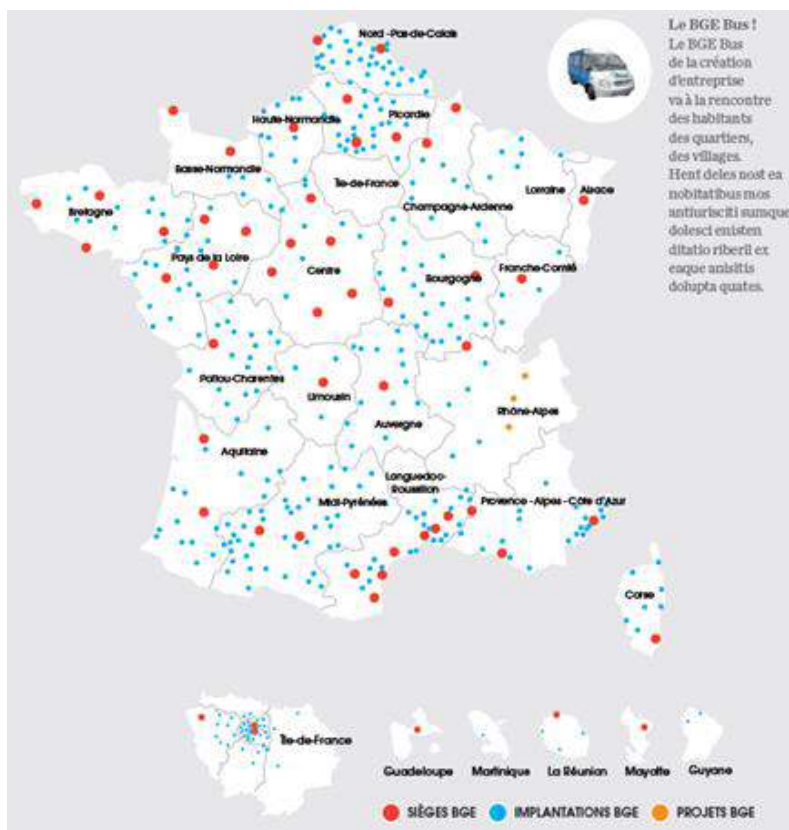 Nord -Pas-de-Calais
Le BGE Bus !
Le BGE Bus
de la création
d'entreprise
va à la rencontre
des habitants
des quartiers,
des villages.
Hent deles nost ea
nobitatibus mos
antiurisciti sumque
dolesci enisten
ditatio riberil ex
eaque anisitis
dolupta quates.
Haute-Normandie
Picardie
Basse-Normandie
Île-de-France
Lorraine
Alsace
Champagne-Ardenne
Bretagne
Pays de la Loire
Centre
Bourgogne
Franche-Comté
Poitou-Charentes
Limousin
Auvergne
Rhône-Alpes
Aquitaine
Languedoc-
Roussillon
Midi-Pyrénées
Provence -Alpes -Côte d'Azur
Corse
Île-de-France
Guadeloupe
Martinique
La Réunion
Mayotte
Guyane
SIÈGES BGE
IMPLANTATIONS BGE
PROJETS BGE